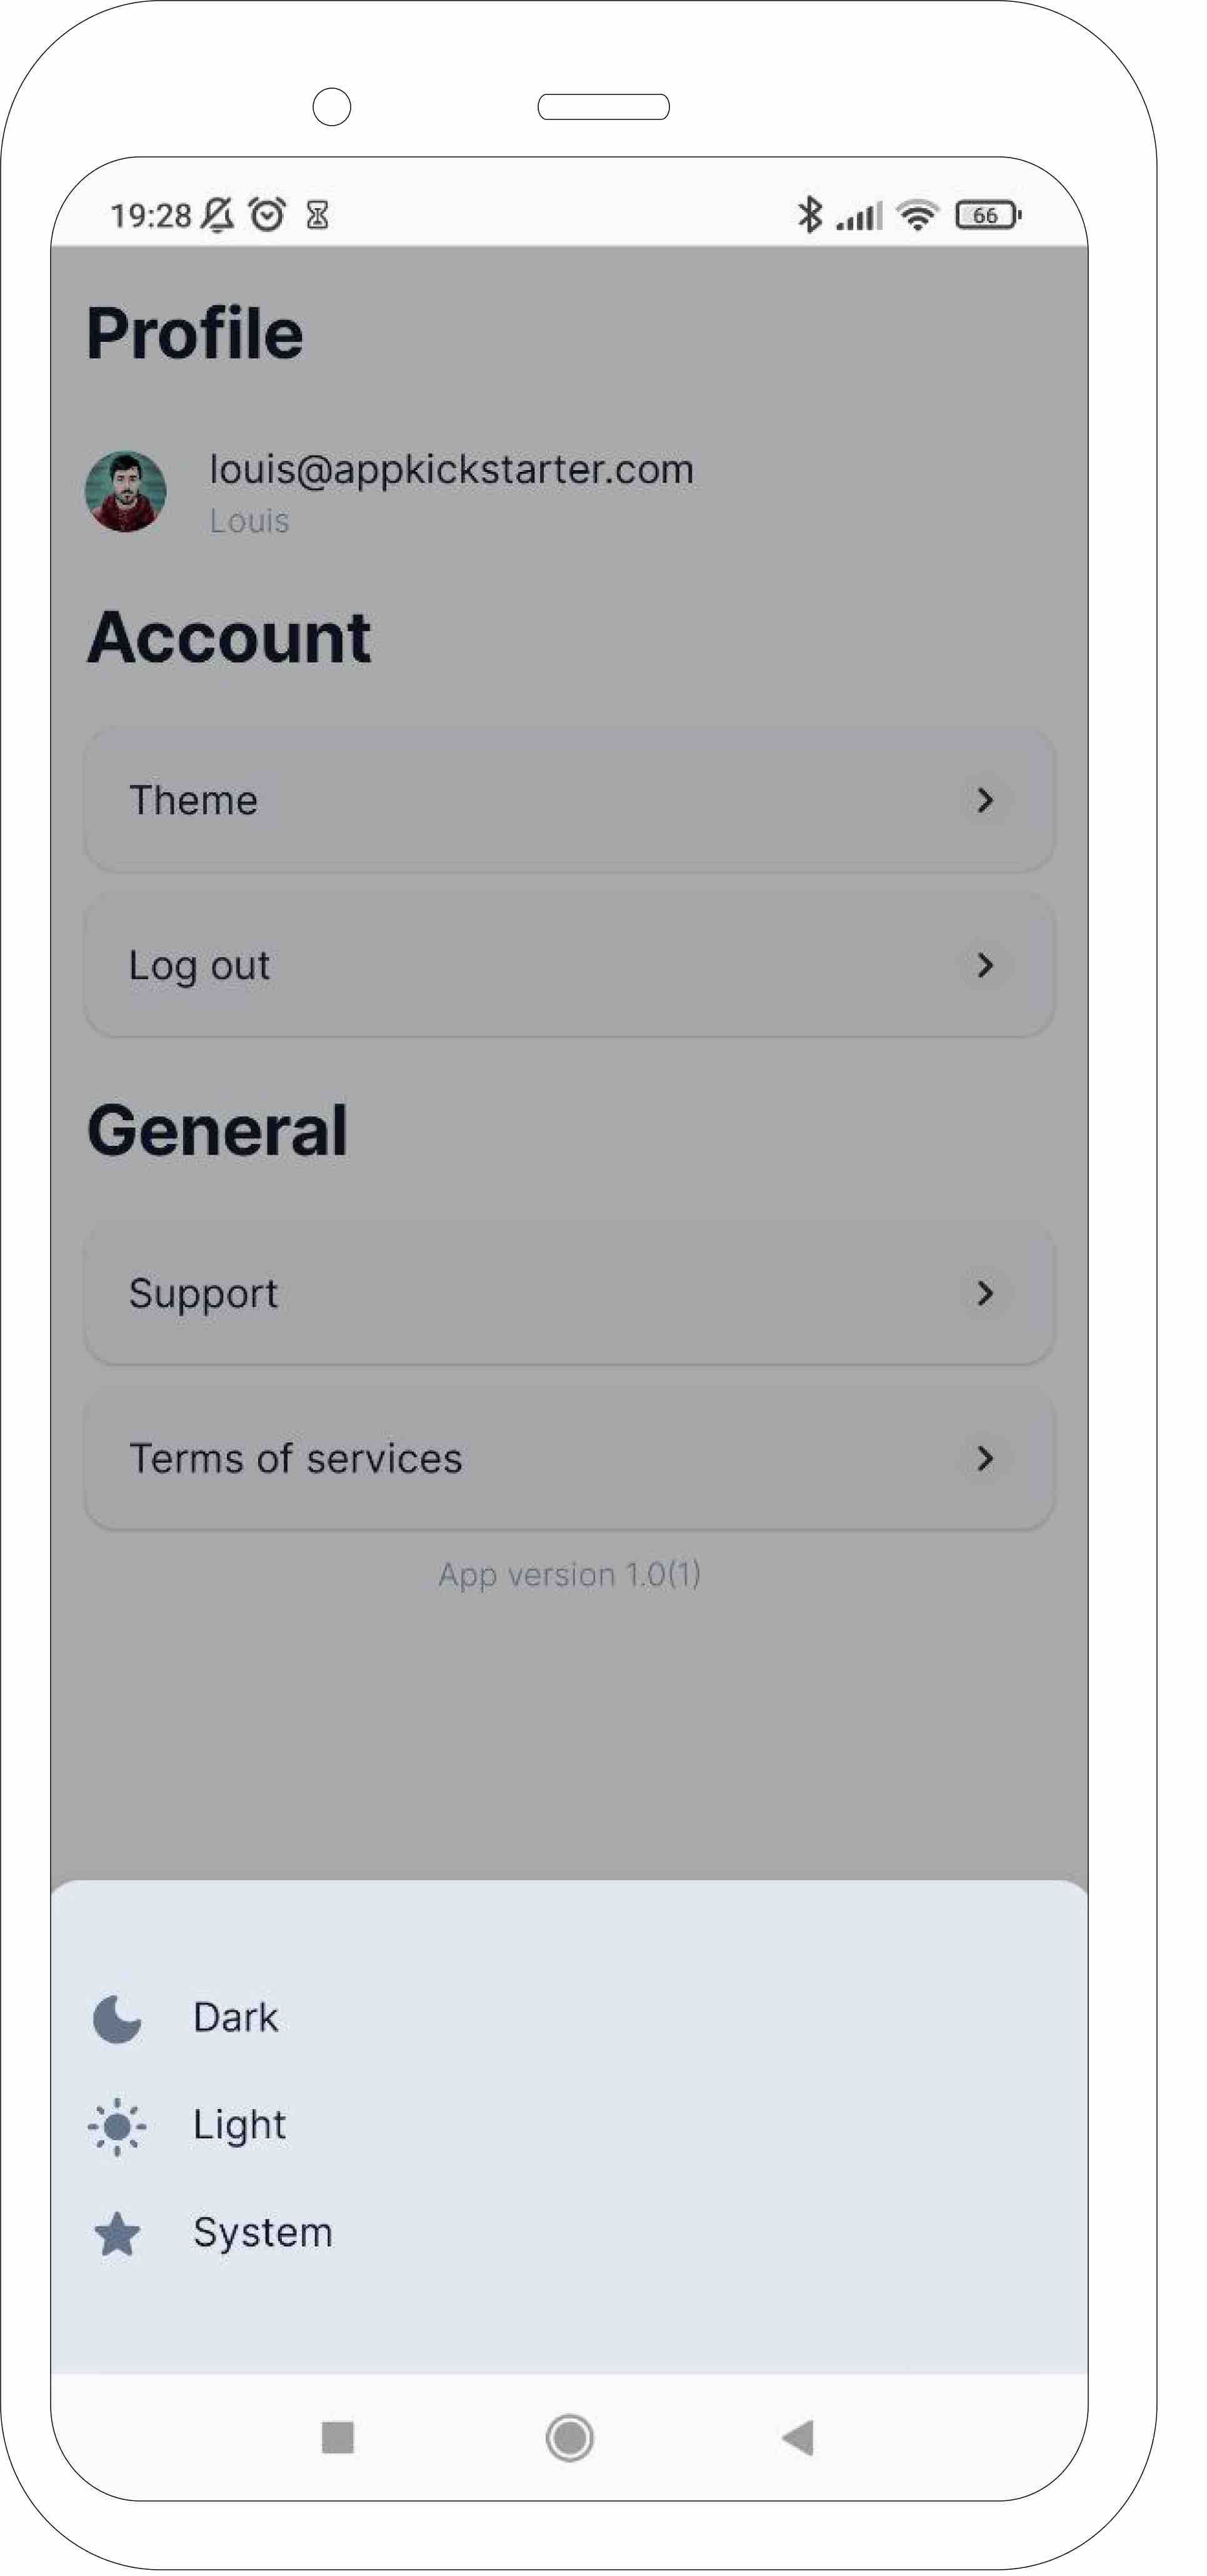 19:28
66
Profile
louis@appkickstarter.com
Louis
Account
Theme
Log out
General
Support
Terms of services
App version 1.0(1)
Dark
Light
System